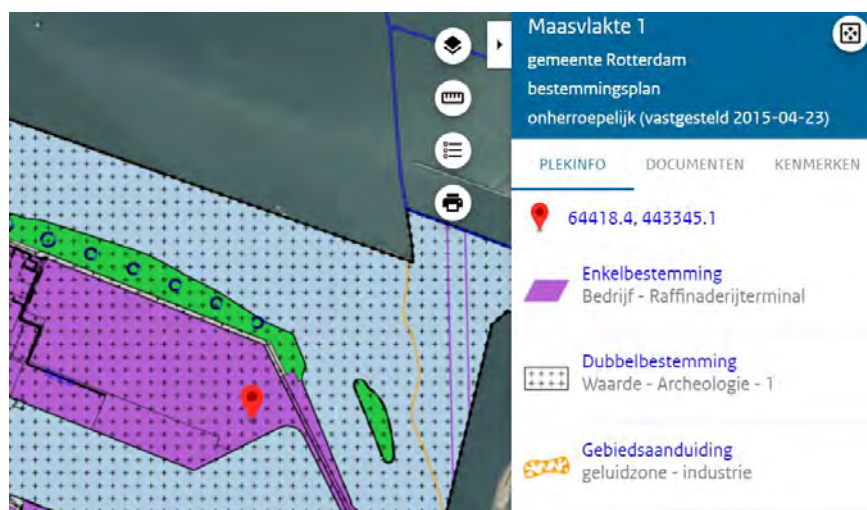 Maasvlakte 1
gemeente Rotterdam
bestemmingsplan
onherroepelijk (vastgesteld 2015-04-23)
PLEKINFO DOCUMENTEN KENMERKEN
64418.4, 443345.1
Enkelbestemming
Bedrijf - Raffinaderijterminal
Dubbelbestemming
Waarde - Archeologie - 1
Gebiedsaanduiding
geluidzone - industrie